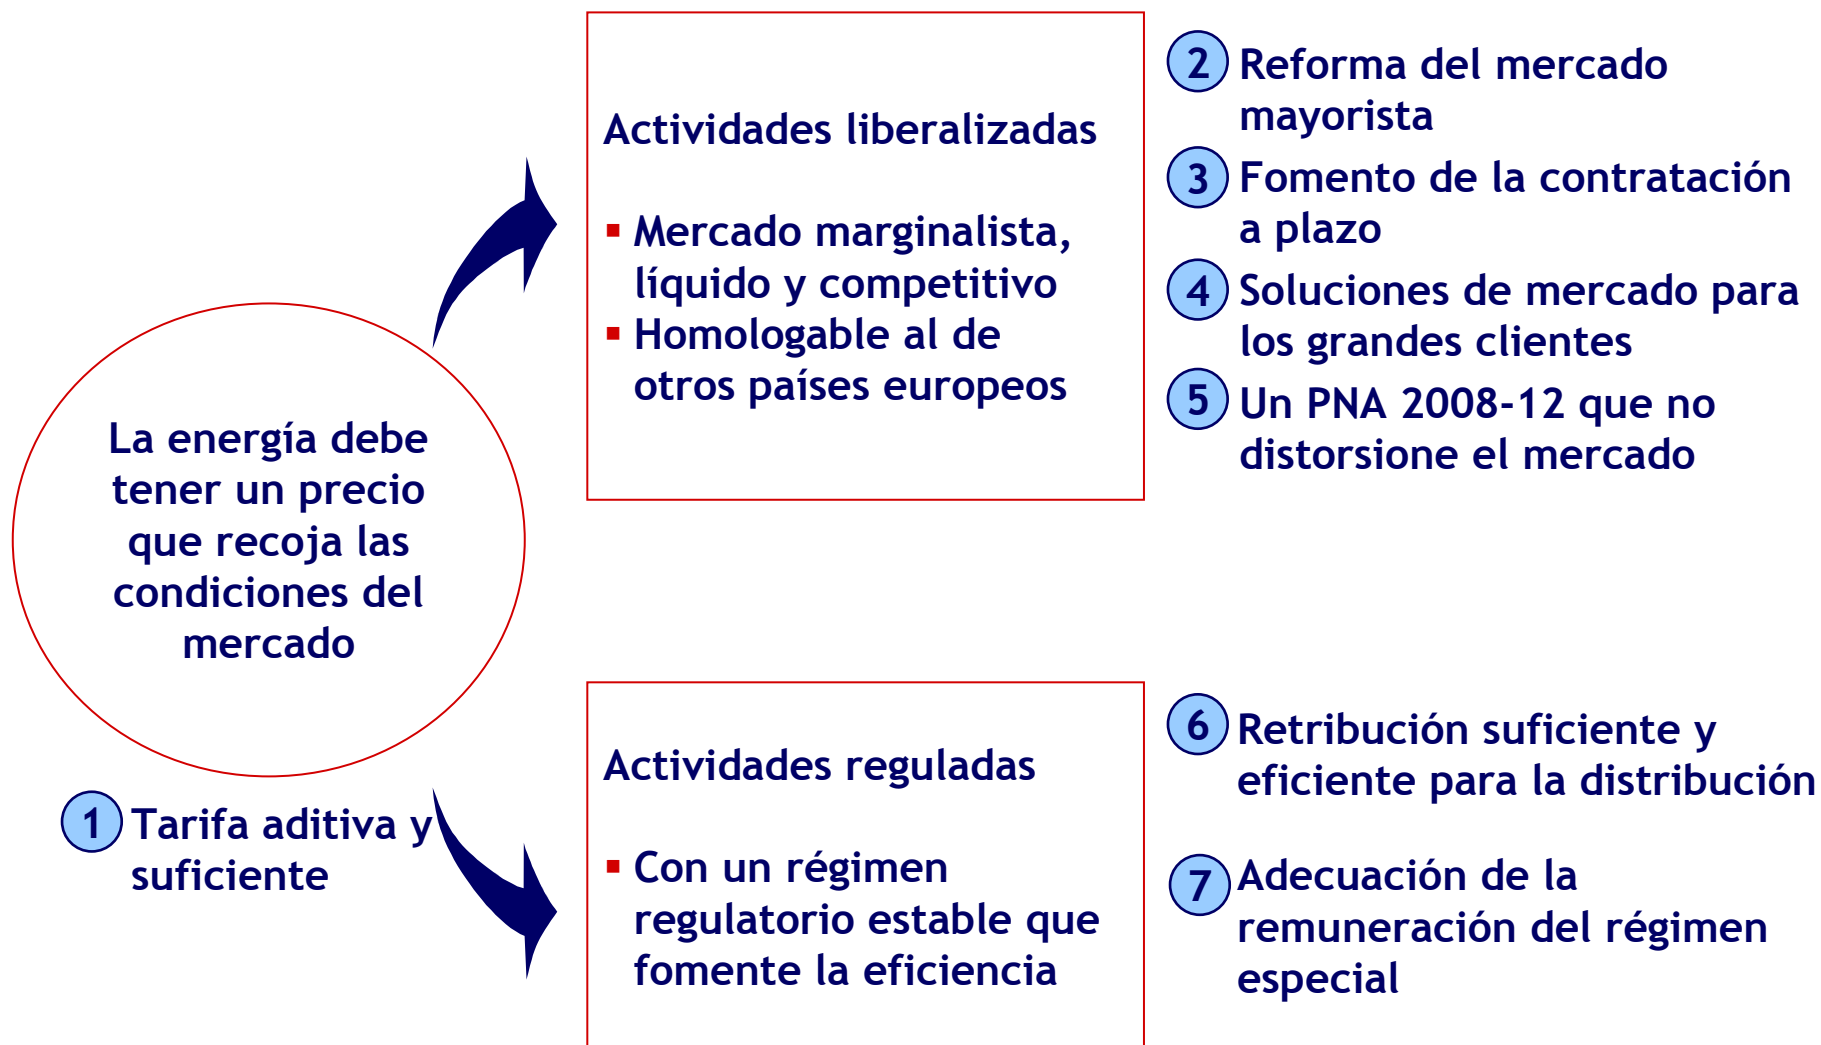 La energía debe
tener un precio
que recoja las
condiciones del
mercado
1 Tarifa aditiva y
suficiente
Actividades liberalizadas
▪ Mercado marginalista,
líquido y competitivo
▪ Homologable al de
otros países europeos
2 Reforma del mercado
mayorista
3 Fomento de la contratación
a plazo
4 Soluciones de mercado para
los grandes clientes
5 Un PNA 2008-12 que no
distorsione el mercado
Actividades reguladas
▪ Con un régimen
regulatorio estable que
fomente la eficiencia
6 Retribución suficiente y
eficiente para la distribución
7 Adecuación de la
remuneración del régimen
especial